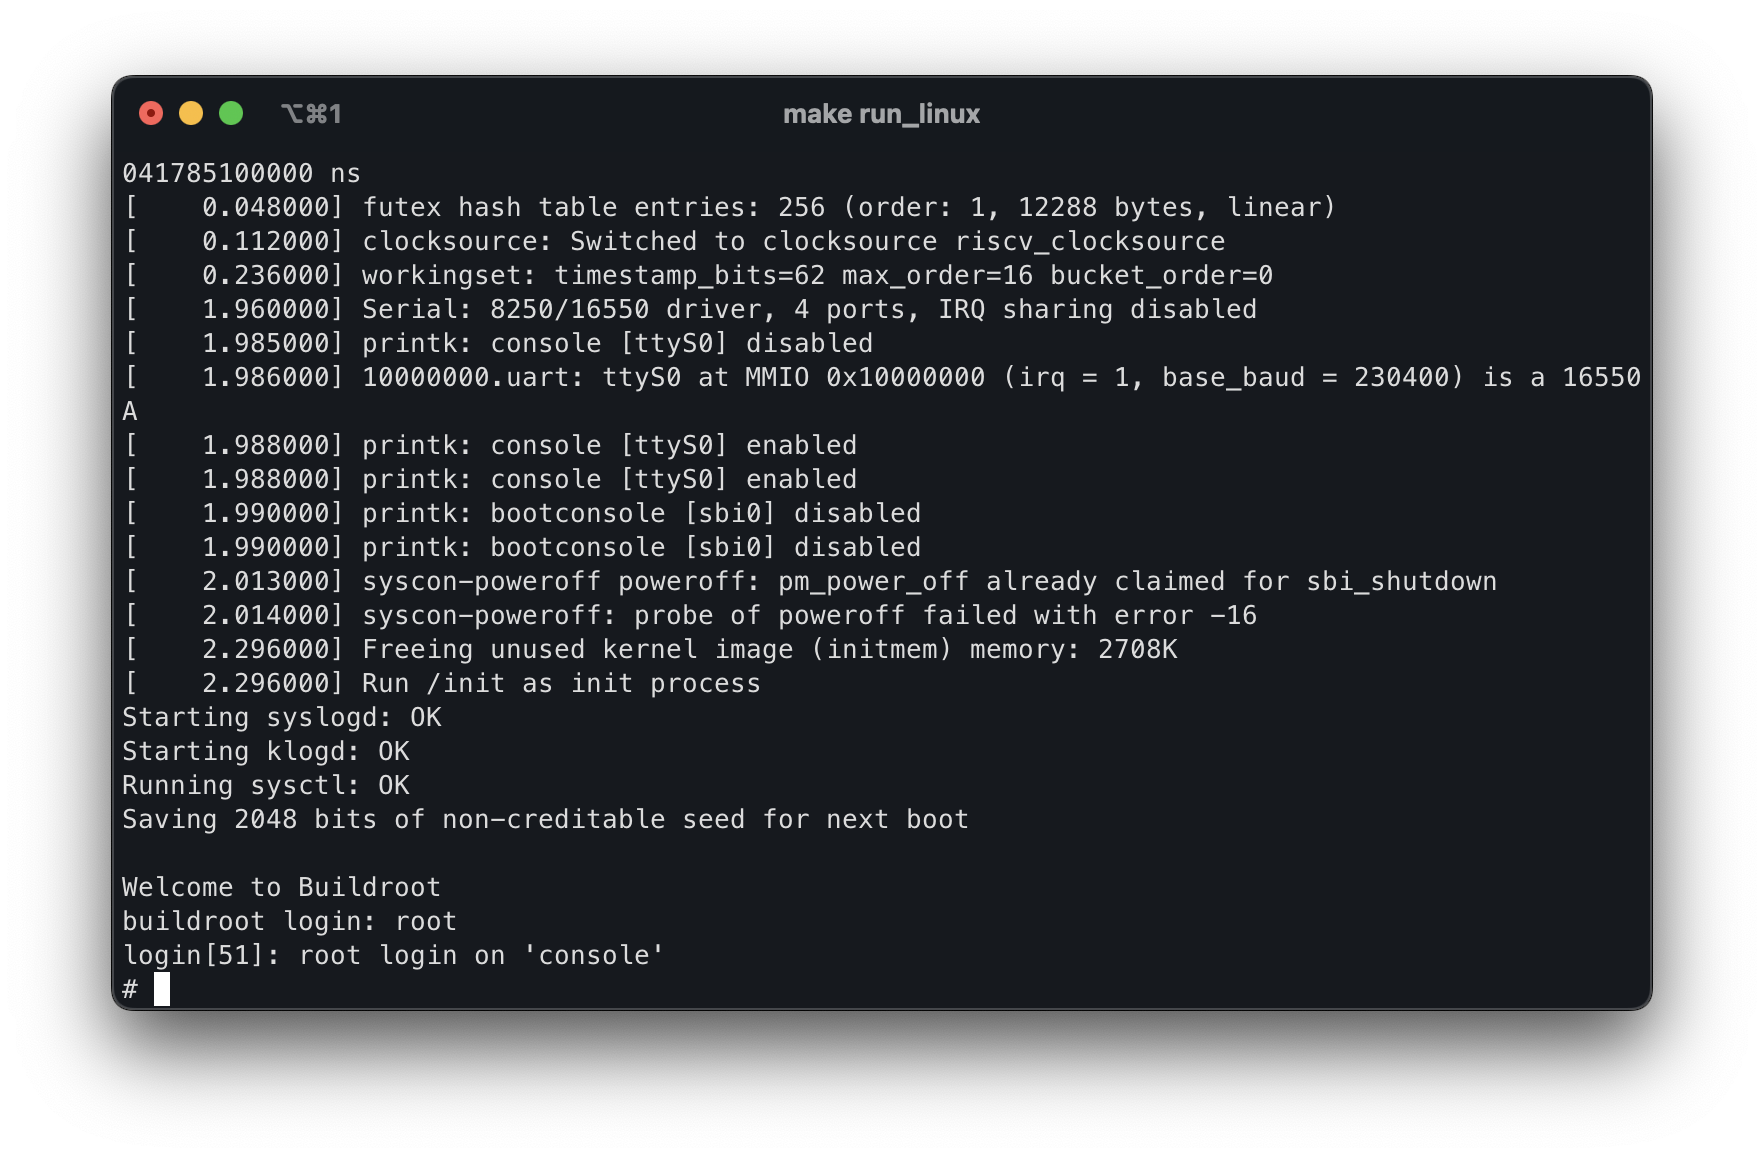 ⌥⌘1
make run_linux
041785100000 ns
[    0.048000] futex hash table entries: 256 (order: 1, 12288 bytes, linear)
[    0.112000] clocksource: Switched to clocksource riscv_clocksource
[    0.236000] workingset: timestamp_bits=62 max_order=16 bucket_order=0
[    1.960000] Serial: 8250/16550 driver, 4 ports, IRQ sharing disabled
[    1.985000] printk: console [ttyS0] disabled
[    1.986000] 10000000.uart: ttyS0 at MMIO 0x10000000 (irq = 1, base_baud = 230400) is a 16550
A
[    1.988000] printk: console [ttyS0] enabled
[    1.988000] printk: console [ttyS0] enabled
[    1.990000] printk: bootconsole [sbi0] disabled
[    1.990000] printk: bootconsole [sbi0] disabled
[    2.013000] syscon-poweroff poweroff: pm_power_off already claimed for sbi_shutdown
[    2.014000] syscon-poweroff: probe of poweroff failed with error -16
[    2.296000] Freeing unused kernel image (initmem) memory: 2708K
[    2.296000] Run /init as init process
Starting syslogd: OK
Starting klogd: OK
Running sysctl: OK
Saving 2048 bits of non-creditable seed for next boot
Welcome to Buildroot
buildroot login: root
login[51]: root login on 'console'
#